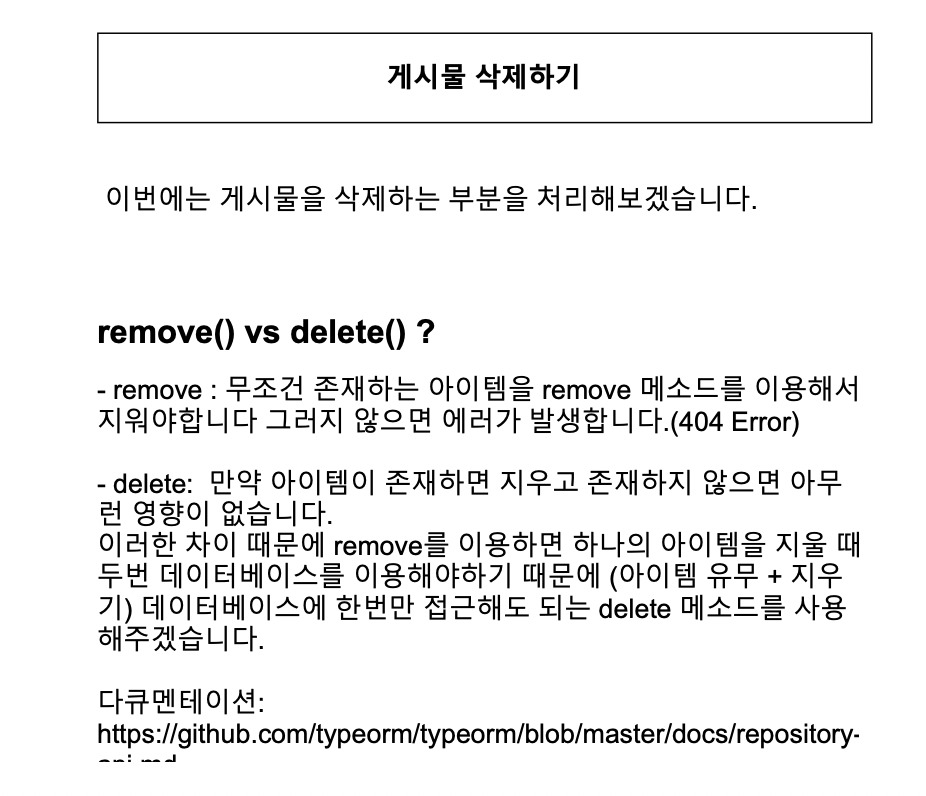 게시물 삭제하기
이번에는 게시물을 삭제하는 부분을 처리해보겠습니다.
remove() vs delete() ?
- remove : 무조건 존재하는 아이템을 remove 메소드를 이용해서
지워야합니다 그러지 않으면 에러가 발생합니다.(404 Error)
- delete:  만약 아이템이 존재하면 지우고 존재하지 않으면 아무
런 영향이 없습니다.
이러한 차이 때문에 remove를 이용하면 하나의 아이템을 지울 때
두번 데이터베이스를 이용해야하기 때문에 (아이템 유무 + 지우
기) 데이터베이스에 한번만 접근해도 되는 delete 메소드를 사용
해주겠습니다.
다큐멘테이션:
https://github.com/typeorm/typeorm/blob/master/docs/repository-
api.md